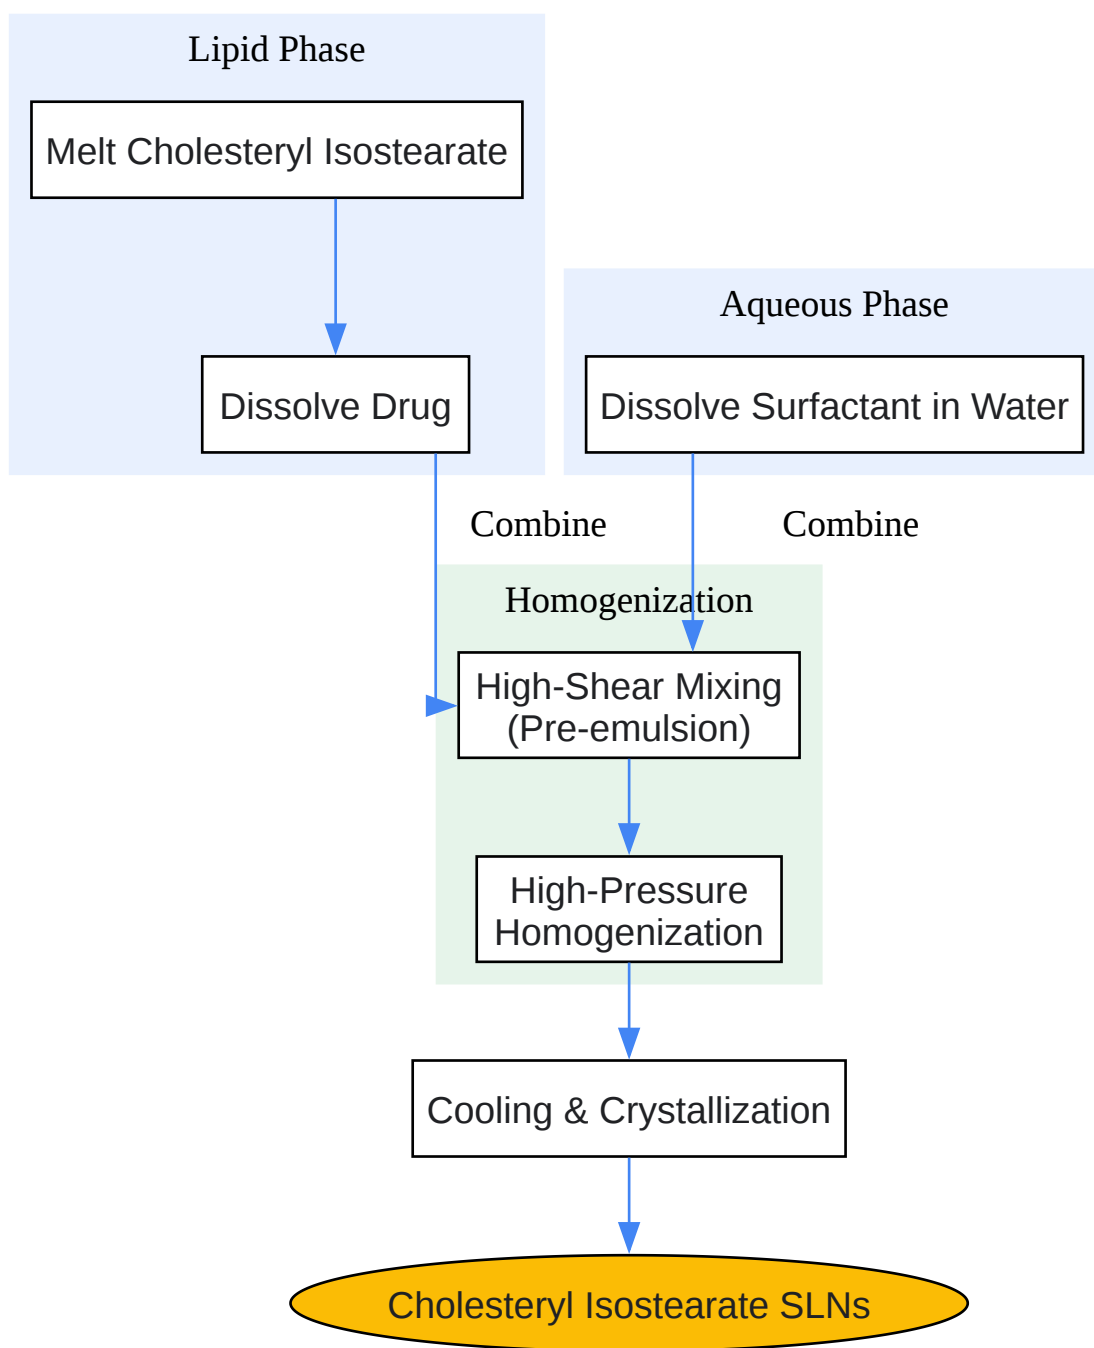 Lipid Phase
Melt Cholesteryl Isostearate
Aqueous Phase
Dissolve Drug
Dissolve Surfactant in Water
Combine
Combine
Homogenization
High-Shear Mixing
(Pre-emulsion)
High-Pressure
Homogenization
Cooling & Crystallization
Cholesteryl Isostearate SLNs